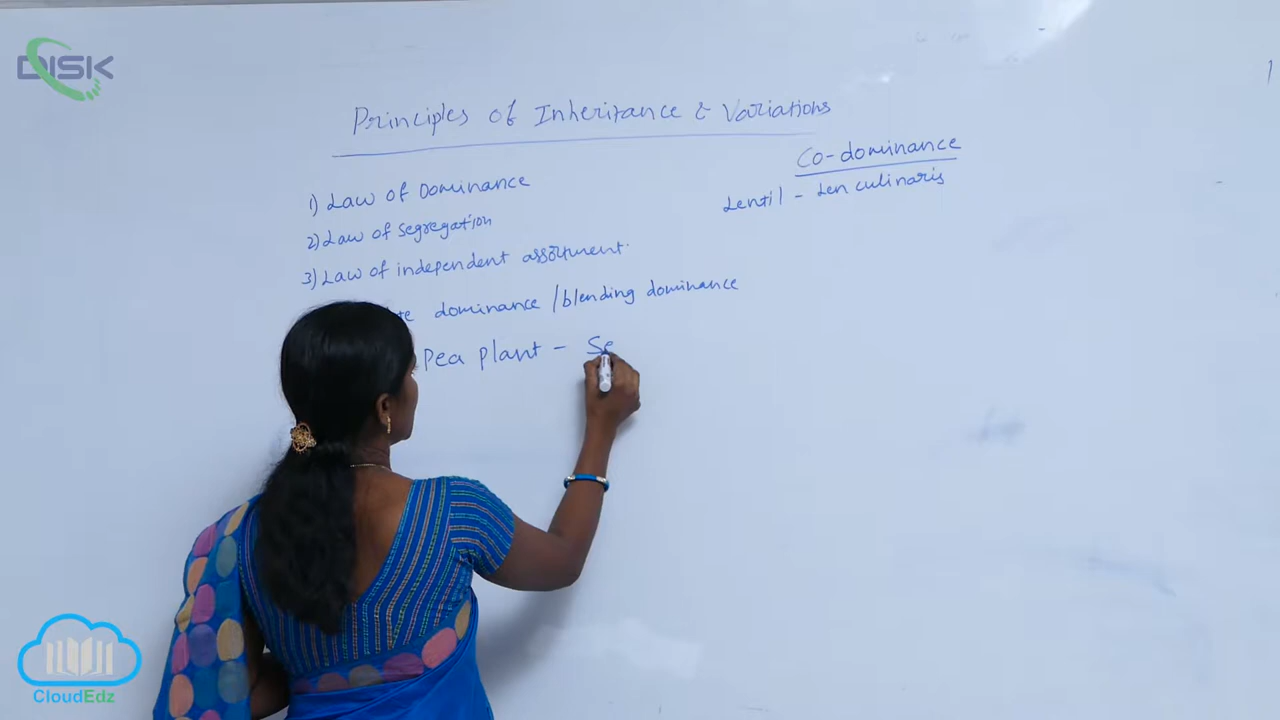 DISK
Principles of Inheritance & Variations
1) Law of Dominance
2) Law of segregation
3) Law of independent assortment
dominance / blending dominance
Pea plant - Se
Co-dominance
Lentil - Len culinaris
CloudEdz